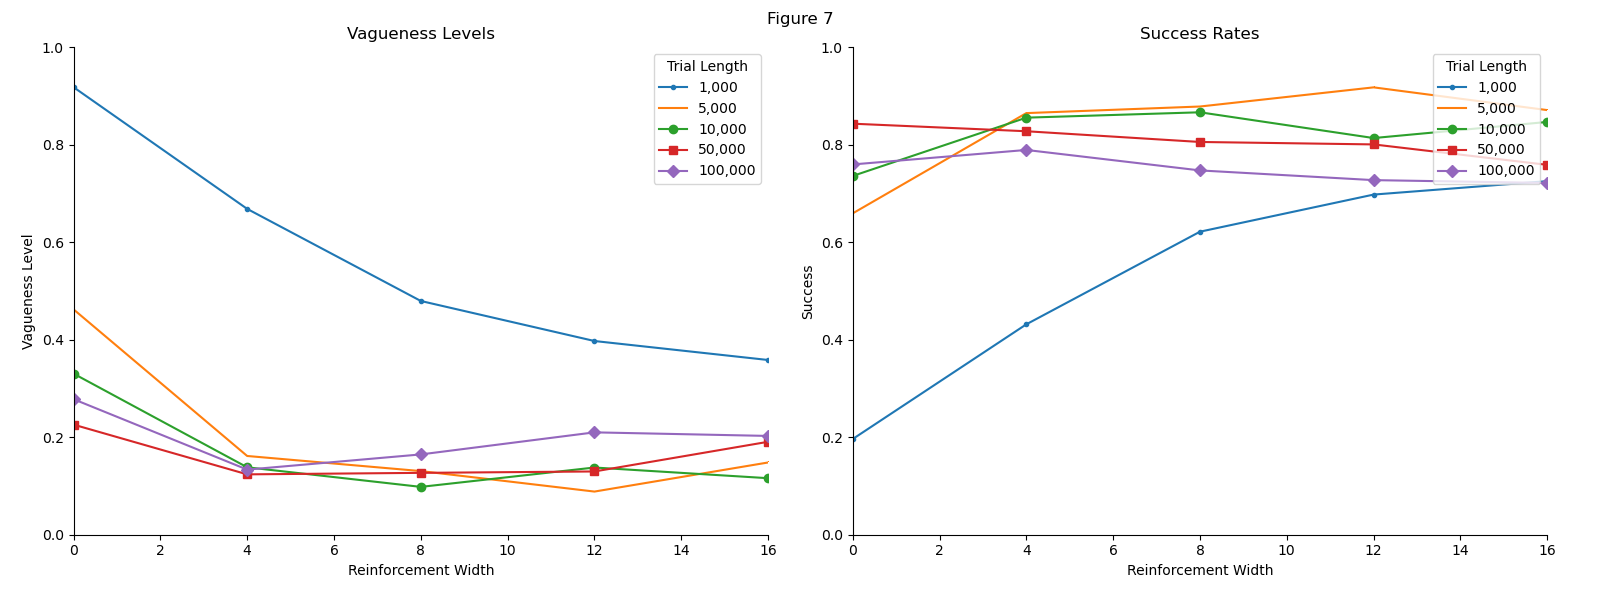 Figure 7
Vagueness Levels
1.0
0.8
0.6
0.4
0.2
0.0
Vagueness Level
0 2 4 6 8 10 12 14 16
Reinforcement Width
Trial Length
1,000
5,000
10,000
50,000
100,000
Success Rates
1.0
0.8
0.6
0.4
0.2
0.0
Success
0 2 4 6 8 10 12 14 16
Reinforcement Width
Trial Length
1,000
5,000
10,000
50,000
100,000